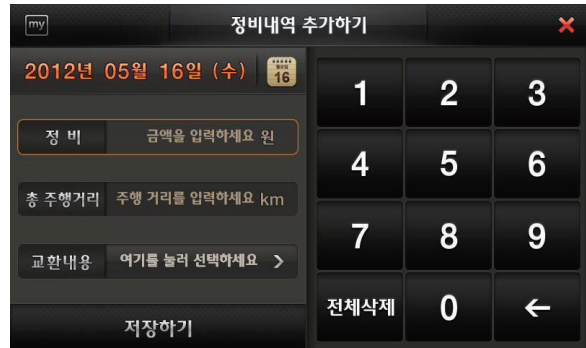 my 정비내역 추가하기
2012년 05월 16일 (수) 16
정 비 금액을 입력하세요 원
총 주행거리 주행 거리를 입력하세요 km
교환내용 여기를 눌러 선택하세요 >
저장하기
1 2 3
4 5 6
7 8 9
전체삭제 0 ←